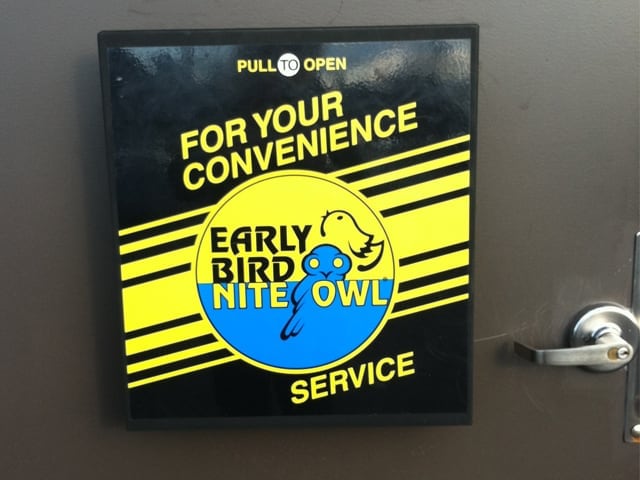 PULL TO OPEN
FOR YOUR
CONVENIENCE
EARLY
BIRD
NITE OWL
SERVICE